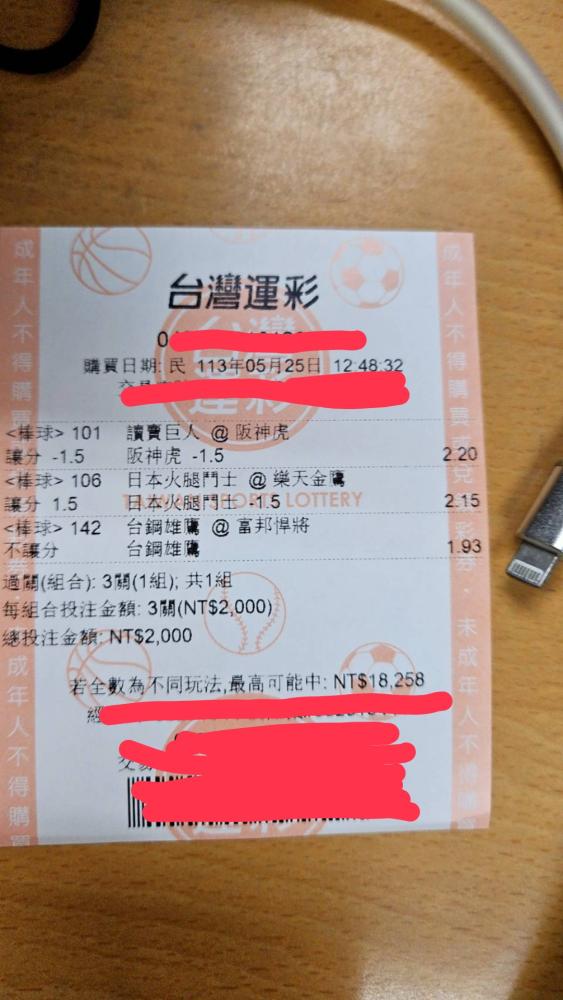 台灣運彩
購買日期: 民 113年05月25日 12:48:32
<棒球> 101 讀賣巨人 @ 阪神虎
讓分 -1.5 阪神虎 -1.5 2.20
<棒球> 106 日本火腿鬥士 @ 樂天金鷹
讓分 1.5 日本火腿鬥士 -1.5 2.15
TAIWAN SPORTS LOTTERY
<棒球> 142 台鋼雄鷹 @ 富邦悍將
不讓分 台鋼雄鷹 1.93
過關(組合): 3關(1組); 共1組
每組合投注金額: 3關(NT$2,000)
總投注金額: NT$2,000
若全數為不同玩法,最高可能中: NT$18,258
經
交易
成年人不得購買
未成年人不得購買